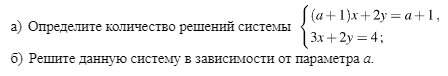 а) Определите количество решений системы { (a+1)x+2y=a+1,
3x+2y=4;
б) Решите данную систему в зависимости от параметра a.